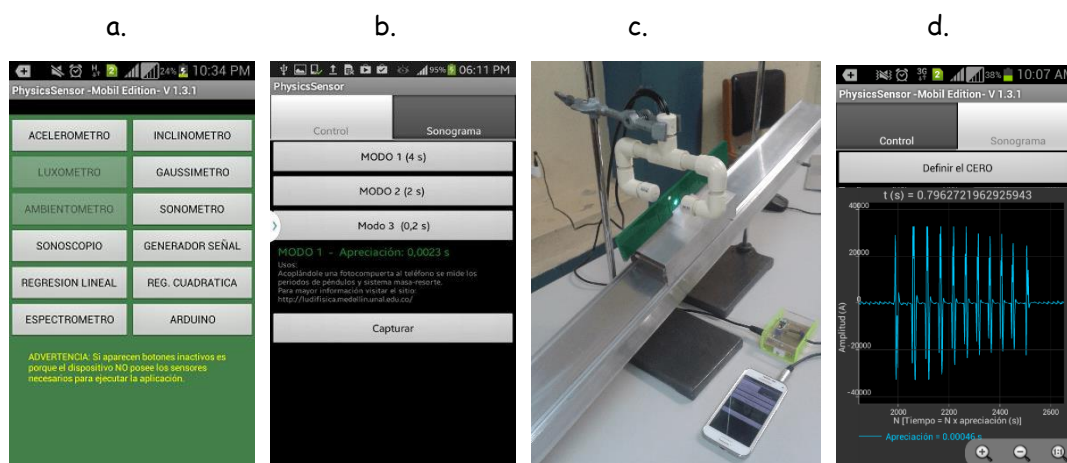 a.
b.
c.
d.
24% 10:34 PM
PhysicsSensor -Mobil Edition- V 1.3.1
ACELEROMETRO
INCLINOMETRO
LUXOMETRO
GAUSSIMETRO
AMBIENTOMETRO
SONOMETRO
SONOSCOPIO
GENERADOR SEÑAL
REGRESION LINEAL
REG. CUADRATICA
ESPECTROMETRO
ARDUINO
ADVERTENCIA: Si aparecen botones inactivos es
porque el dispositivo NO posee los sensores
necesarios para ejecutar la aplicación.
95% 06:11 PM
PhysicsSensor
Control
Sonograma
MODO 1 (4 s)
MODO 2 (2 s)
Modo 3 (0,2 s)
MODO 1 - Apreciación: 0,0023 s
Usos:
Acoplándole una fotocompuerta al teléfono se mide los
periodos de péndulos y sistema masa-resorte.
Para mayor información visitar el sitio:
http://ludifisica.medellin.unal.edu.co/
Capturar
3G 2 38% 10:07 AM
PhysicsSensor -Mobil Edition- V 1.3.1
Control
Sonograma
Definir el CERO
t (s) = 0.7962721962925943
40000
20000
0
-20000
-40000
Amplitud (A)
2000 2200 2400 2600
N [Tiempo = N x apreciación (s)]
Apreciación = 0.00046 s